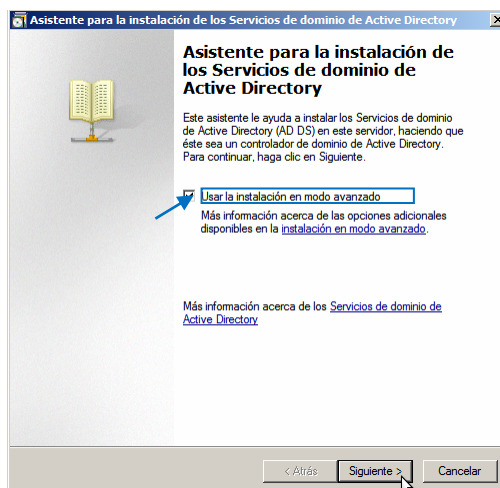 Asistente para la instalación de los Servicios de dominio de Active Directory
Asistente para la instalación de
los Servicios de dominio de
Active Directory
Este asistente le ayuda a instalar los Servicios de dominio
de Active Directory (AD DS) en este servidor, haciendo que
éste sea un controlador de dominio de Active Directory.
Para continuar, haga clic en Siguiente.
Usar la instalación en modo avanzado
Más información acerca de las opciones adicionales
disponibles en la instalación en modo avanzado.
Más información acerca de los Servicios de dominio de
Active Directory
< Atrás
Siguiente >
Cancelar